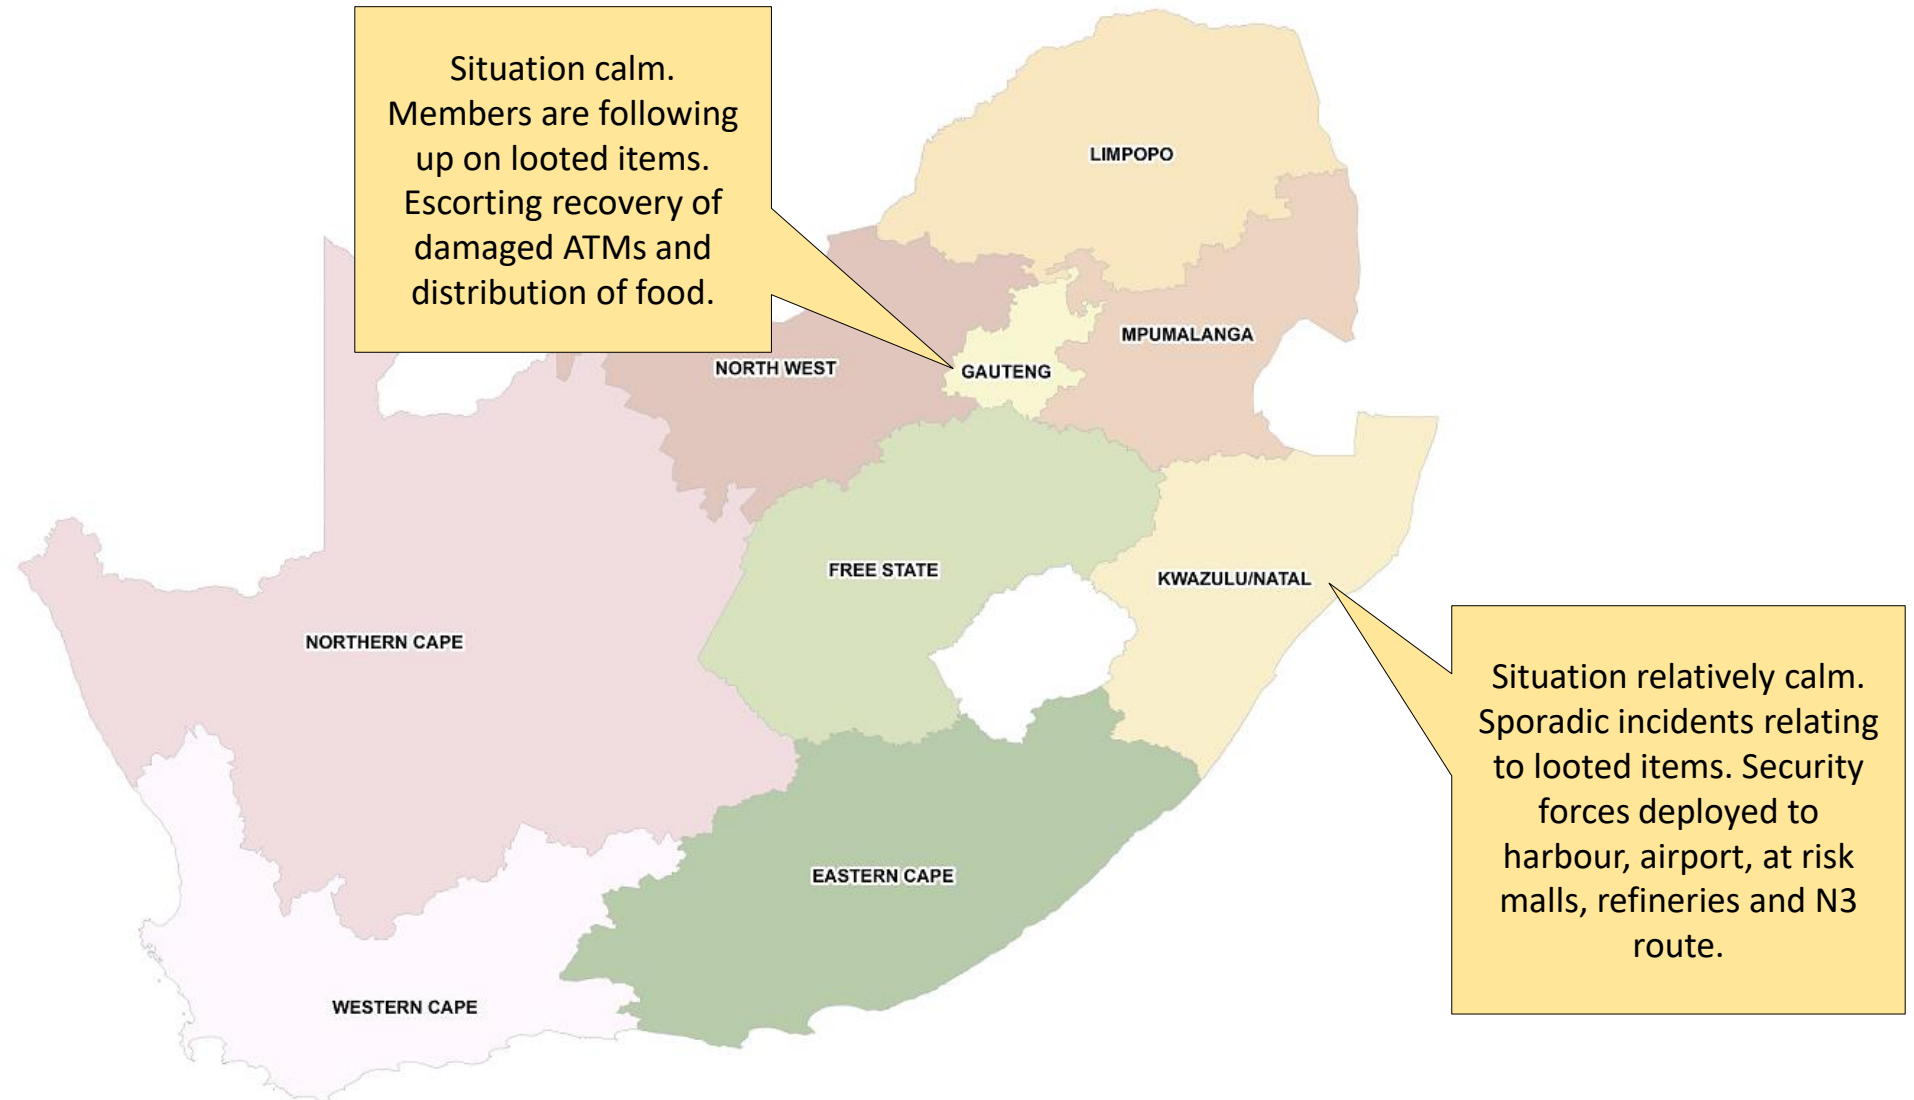 Situation calm.
Members are following
up on looted items.
Escorting recovery of
damaged ATMs and
distribution of food.
LIMPOPO
MPUMALANGA
NORTH WEST
GAUTENG
FREE STATE
KWAZULU/NATAL
NORTHERN CAPE
Situation relatively calm.
Sporadic incidents relating
to looted items. Security
forces deployed to
harbour, airport, at risk
malls, refineries and N3
route.
EASTERN CAPE
WESTERN CAPE